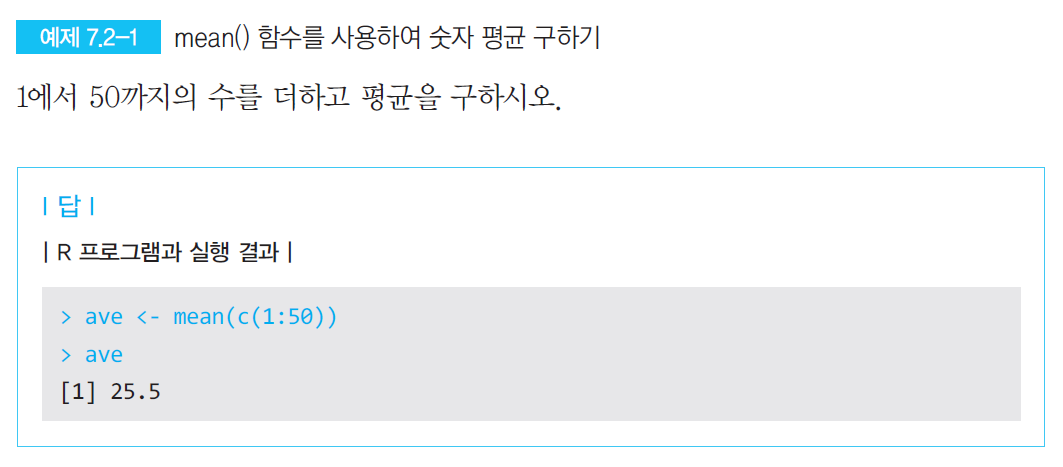 예제 7.2-1 mean() 함수를 사용하여 숫자 평균 구하기
1에서 50까지의 수를 더하고 평균을 구하시오.
| 답 |
| R 프로그램과 실행 결과 |
> ave <- mean(c(1:50))
> ave
[1] 25.5